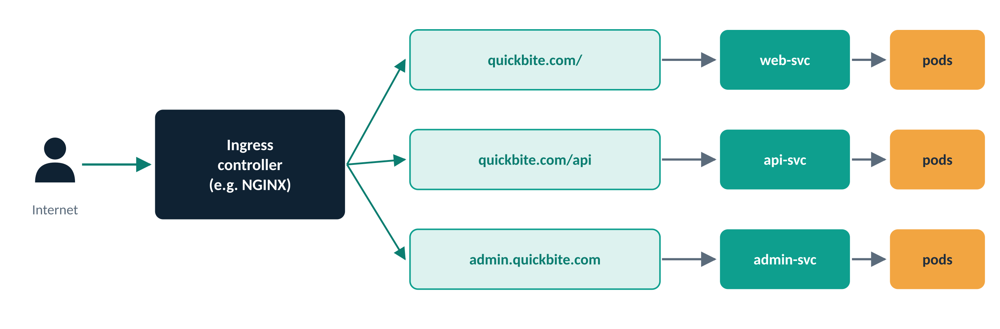 Internet
Ingress
controller
(e.g. NGINX)
quickbite.com/
web-svc
pods
quickbite.com/api
api-svc
pods
admin.quickbite.com
admin-svc
pods